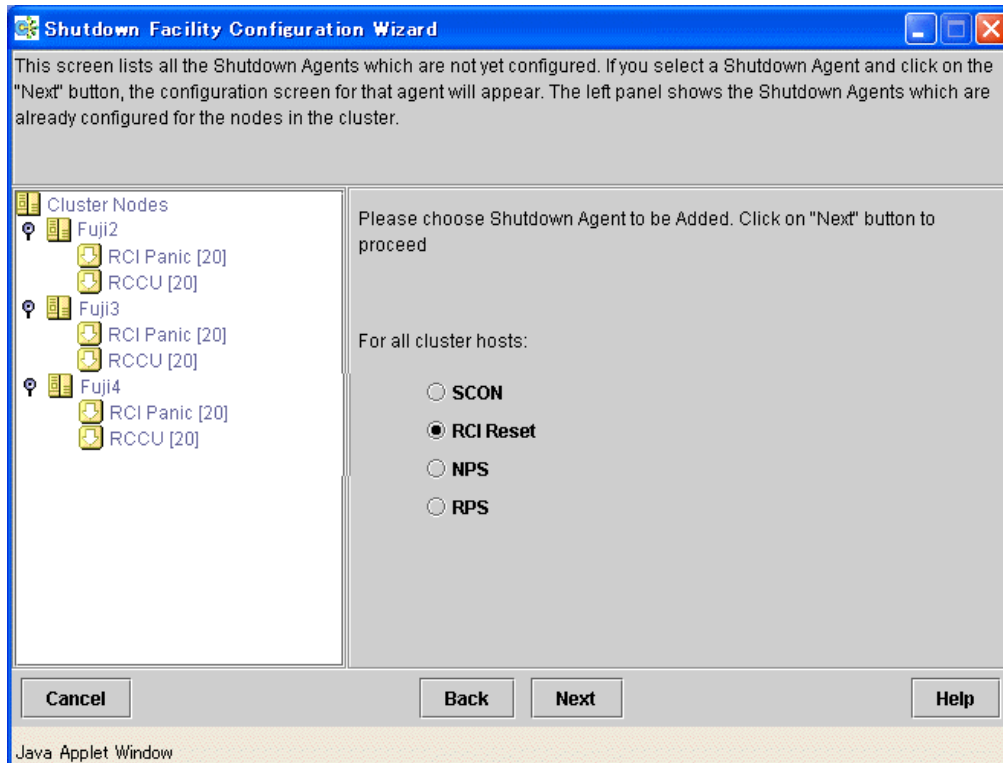 Shutdown Facility Configuration Wizard
This screen lists all the Shutdown Agents which are not yet configured. If you select a Shutdown Agent and click on the
"Next" button, the configuration screen for that agent will appear. The left panel shows the Shutdown Agents which are
already configured for the nodes in the cluster.
Cluster Nodes
Fuji2
RCI Panic [20]
RCCU [20]
Fuji3
RCI Panic [20]
RCCU [20]
Fuji4
RCI Panic [20]
RCCU [20]
Please choose Shutdown Agent to be Added. Click on "Next" button to
proceed
For all cluster hosts:
SCON
RCI Reset
NPS
RPS
Cancel
Back
Next
Help
Java Applet Window